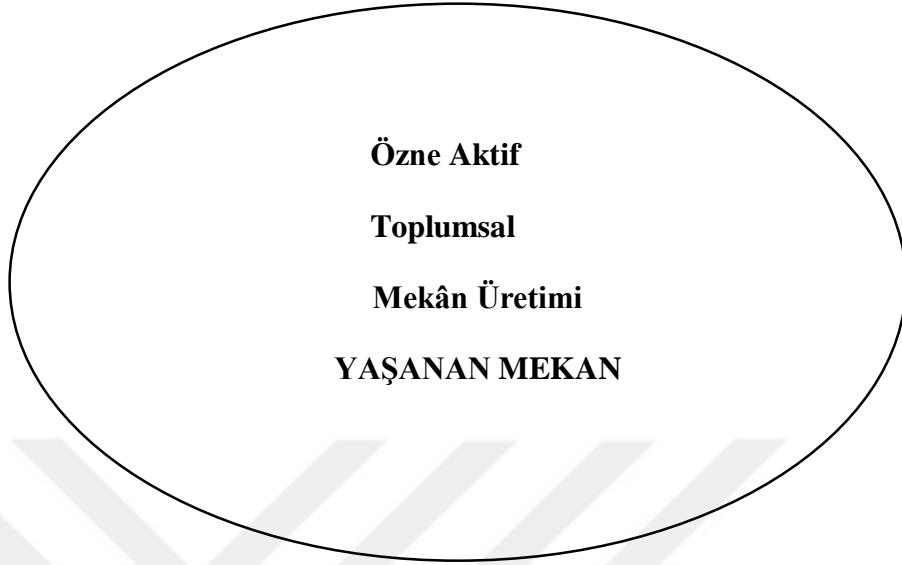 Özne Aktif
Toplumsal
Mekân Üretimi
YAŞANAN MEKAN